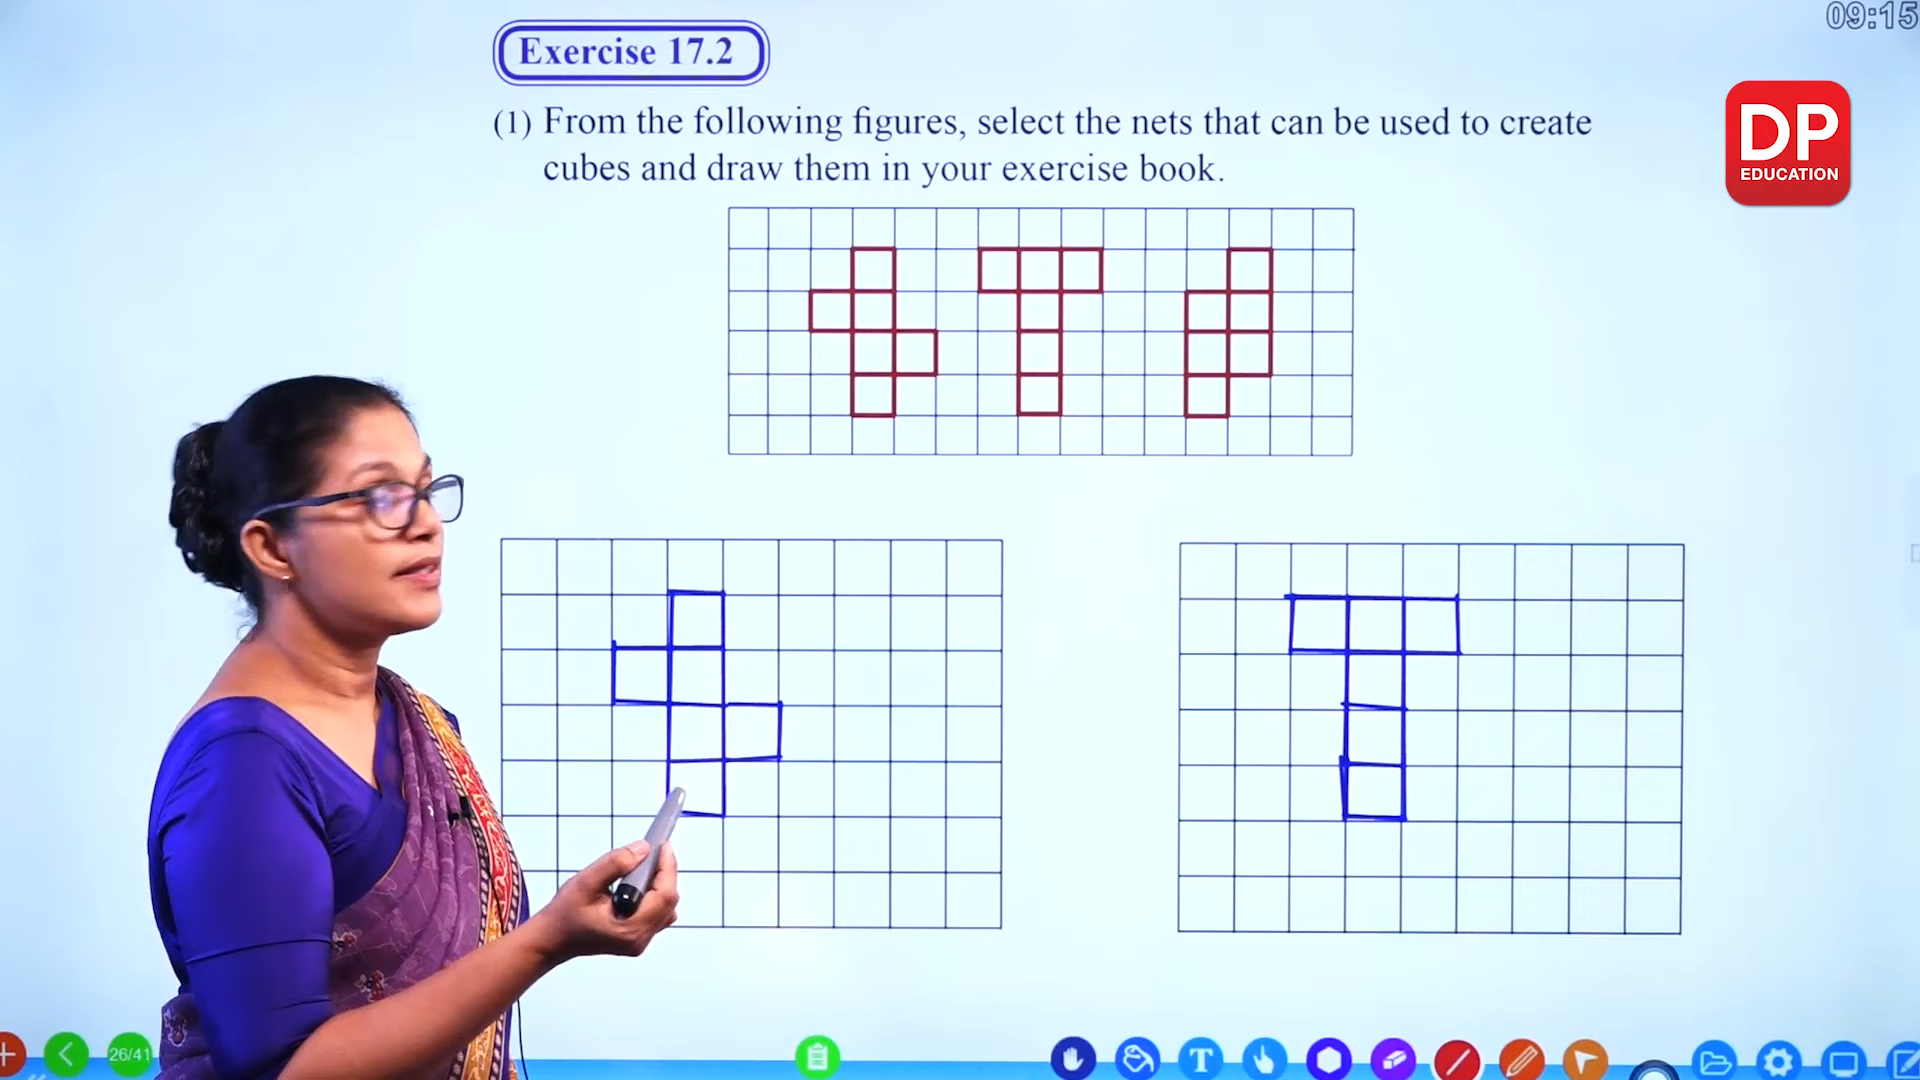 09:15
Exercise 17.2
(1) From the following figures, select the nets that can be used to create
cubes and draw them in your exercise book.
DP
EDUCATION
26/41
T